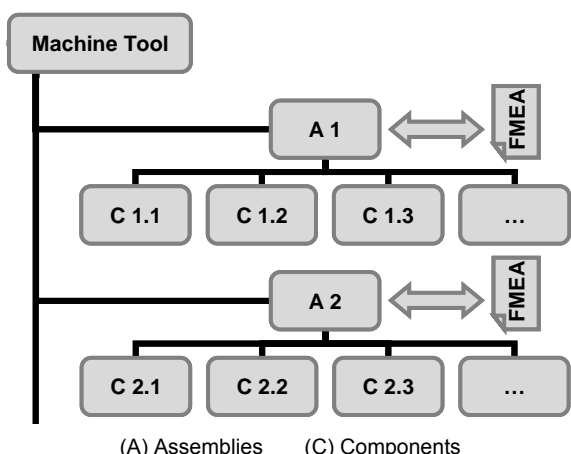 Machine Tool
A 1
FMEA
C 1.1
C 1.2
C 1.3
...
A 2
FMEA
C 2.1
C 2.2
C 2.3
...
(A) Assemblies (C) Components